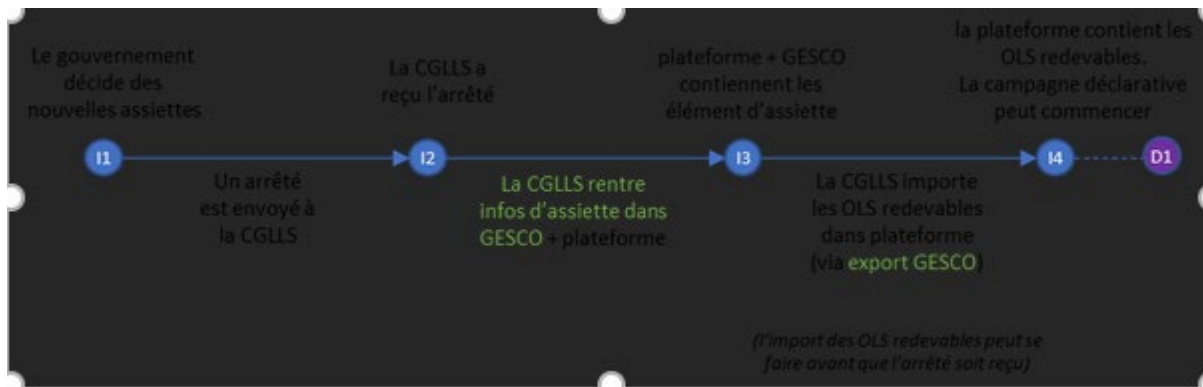 Le gouvernement
décide des
nouvelles assiettes
La CGLLS a
reçu l'arrêté
plateforme + GESCO
contiennent les
élément d'assiette
la plateforme contient les
OLS redevables.
La campagne déclarative
peut commencer
I1
I2
I3
I4
D1
Un arrêté
est envoyé à
la CGLLS
La CGLLS rentre
infos d'assiette dans
GESCO + plateforme
La CGLLS importe
les OLS redevables
dans plateforme
(via export GESCO)
(l'import des OLS redevables peut se
faire avant que l'arrêté soit reçu)